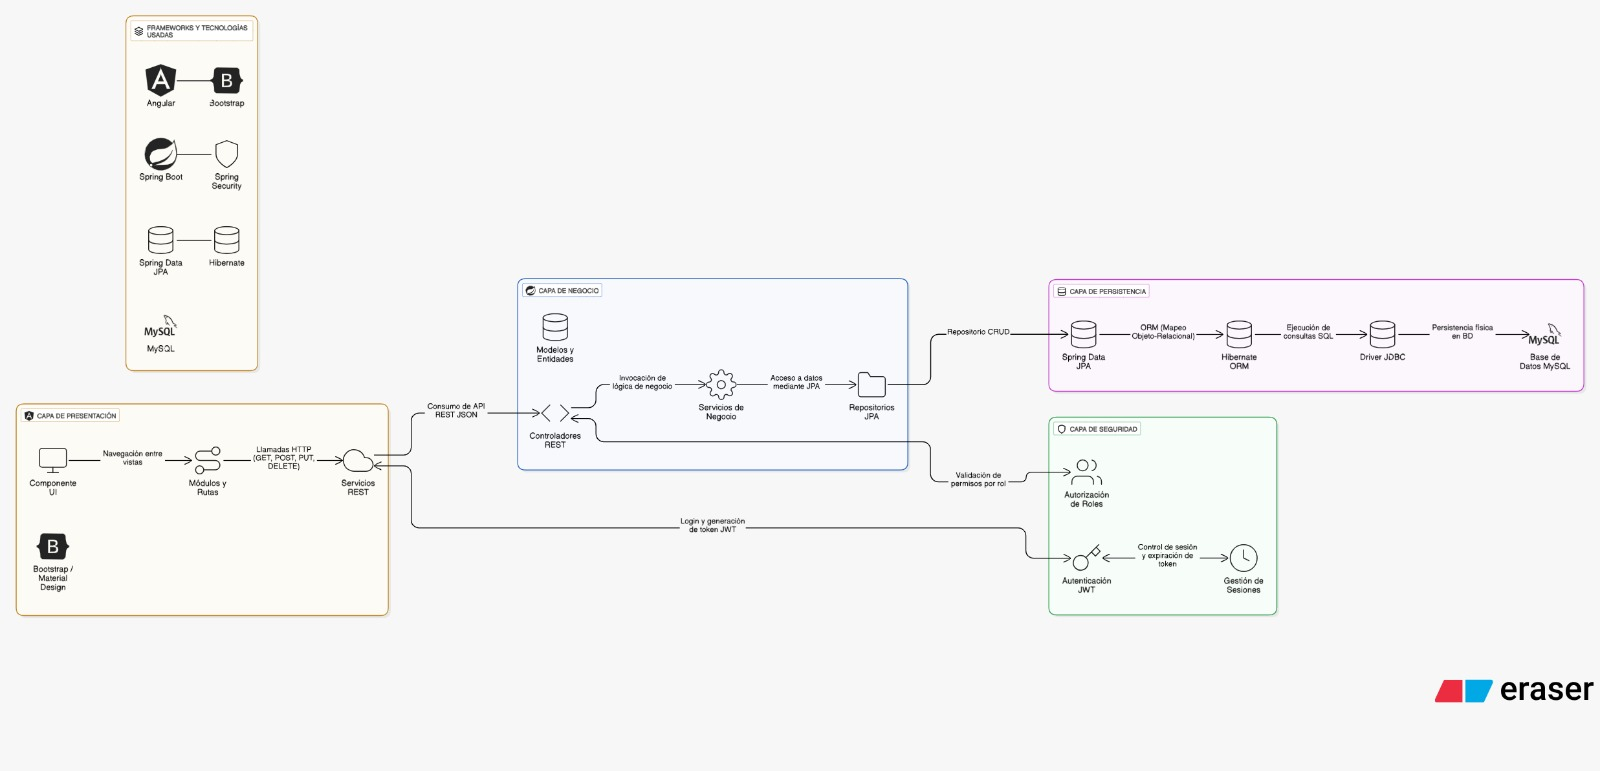 FRAMEWORKS Y TECNOLOGÍAS
USADAS
Angular
Bootstrap
Spring Boot
Spring
Security
Spring Data
JPA
Hibernate
MySQL
MySQL
CAPA DE PRESENTACIÓN
Componente
UI
Navegación entre
vistas
Módulos y
Rutas
Llamadas HTTP
(GET, POST, PUT,
DELETE)
Servicios
REST
Bootstrap /
Material
Design
Consumo de API
REST JSON
Login y generación
de token JWT
CAPA DE NEGOCIO
Modelos y
Entidades
Controladores
REST
Invocación de
lógica de negocio
Servicios de
Negocio
Acceso a datos
mediante JPA
Repositorios
JPA
Repositorio CRUD
Validación de
permisos por rol
CAPA DE PERSISTENCIA
Spring Data
JPA
ORM (Mapeo
Objeto-Relacional)
Hibernate
ORM
Ejecución de
consultas SQL
Driver JDBC
Persistencia física
en BD
MySQL
Base de
Datos MySQL
CAPA DE SEGURIDAD
Autorización
de Roles
Autenticación
JWT
Control de sesión
y expiración de
token
Gestión de
Sesiones
eraser